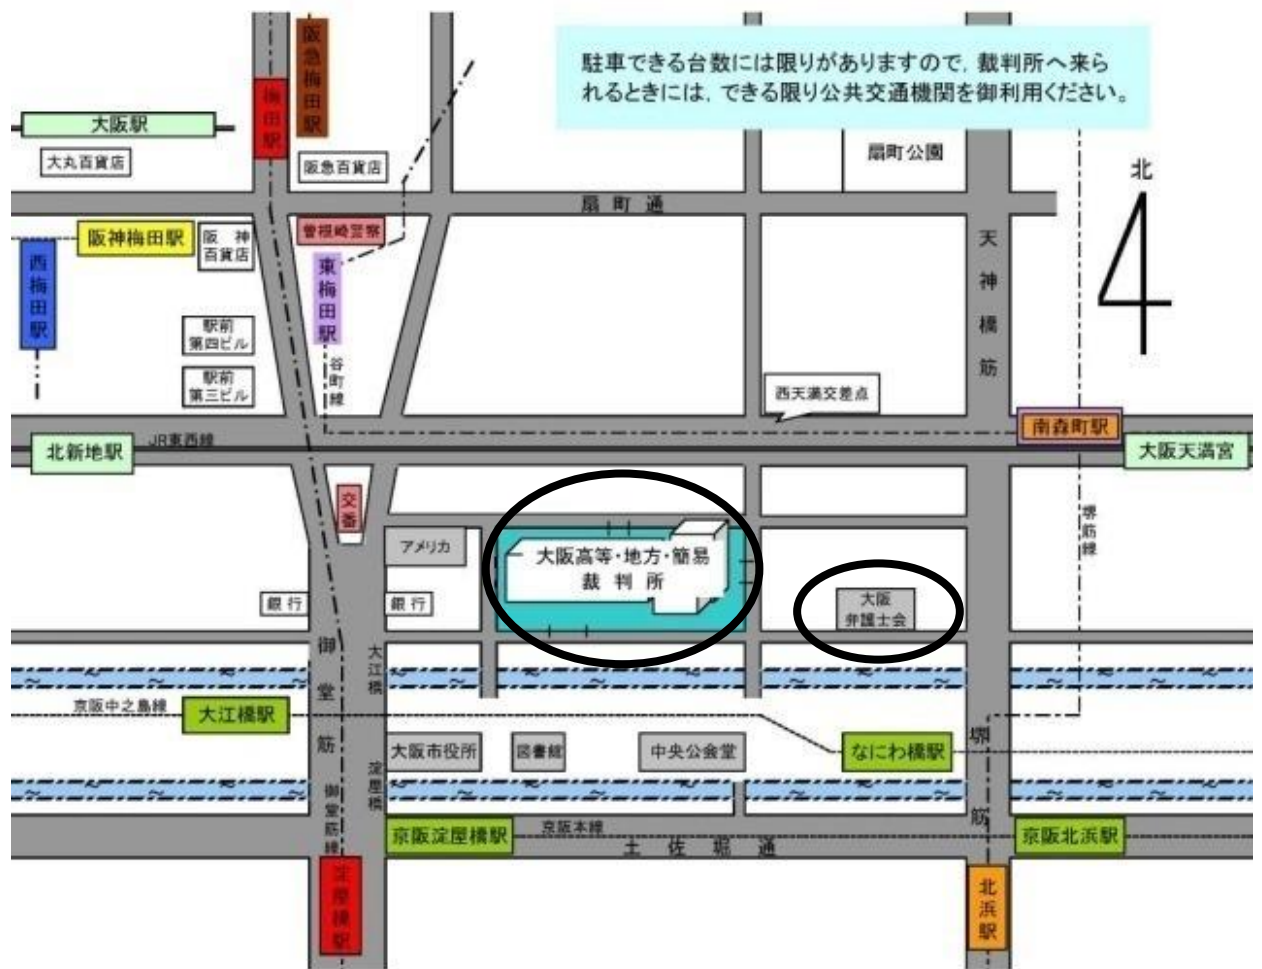 阪急梅田駅
駐車できる台数には限りがありますので，裁判所へ来ら
れるときには，できる限り公共交通機関を御利用ください。
梅田駅
大阪駅
大丸百貨店
阪急百貨店
扇町公園
北
扇町通
曽根崎警察
阪神梅田駅
阪神
百貨店
天神橋筋
西梅田駅
東梅田駅
駅前
第四ビル
谷町線
駅前
第三ビル
西天満交差点
南森町駅
JR東西線
北新地駅
大阪天満宮
交番
堺筋線
アメリカ
大阪高等・地方・簡易
裁判所
銀行
銀行
大阪
弁護士会
御堂筋
大江橋
京阪中之島線
大江橋駅
堺筋
大阪市役所
図書館
中央公会堂
なにわ橋駅
淀屋橋
御堂筋線
京阪淀屋橋駅
京阪本線
土佐堀通
京阪北浜駅
淀屋橋駅
北浜駅